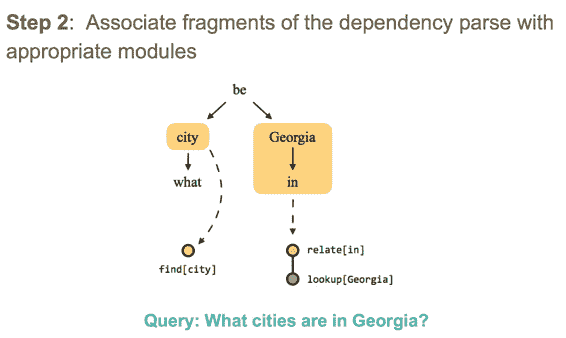 Step 2: Associate fragments of the dependency parse with
appropriate modules
be
city
Georgia
what
in
relate[in]
find[city]
lookup[Georgia]
Query: What cities are in Georgia?